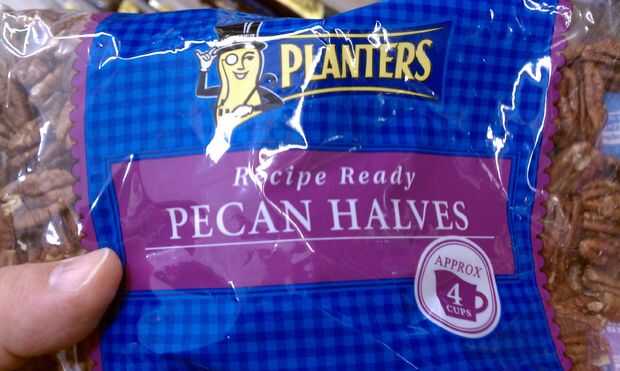 PLANTERS
Recipe Ready
PECAN HALVES
APPROX
4
CUPS